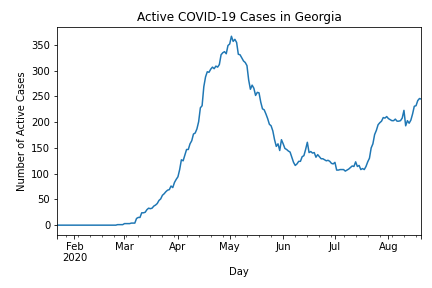 Active COVID-19 Cases in Georgia
Number of Active Cases
350
300
250
200
150
100
50
0
Feb
2020
Mar
Apr
May
Jun
Jul
Aug
Day